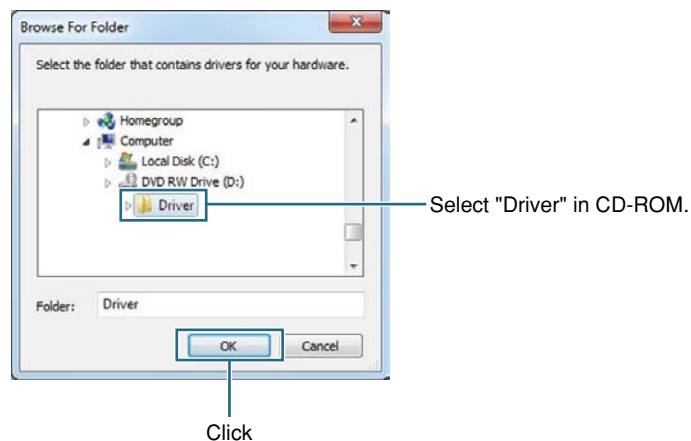 Browse For Folder
Select the folder that contains drivers for your hardware.
Homegroup
Computer
Local Disk (C:)
DVD RW Drive (D:)
Driver
Select "Driver" in CD-ROM.
Folder: Driver
OK Cancel
Click